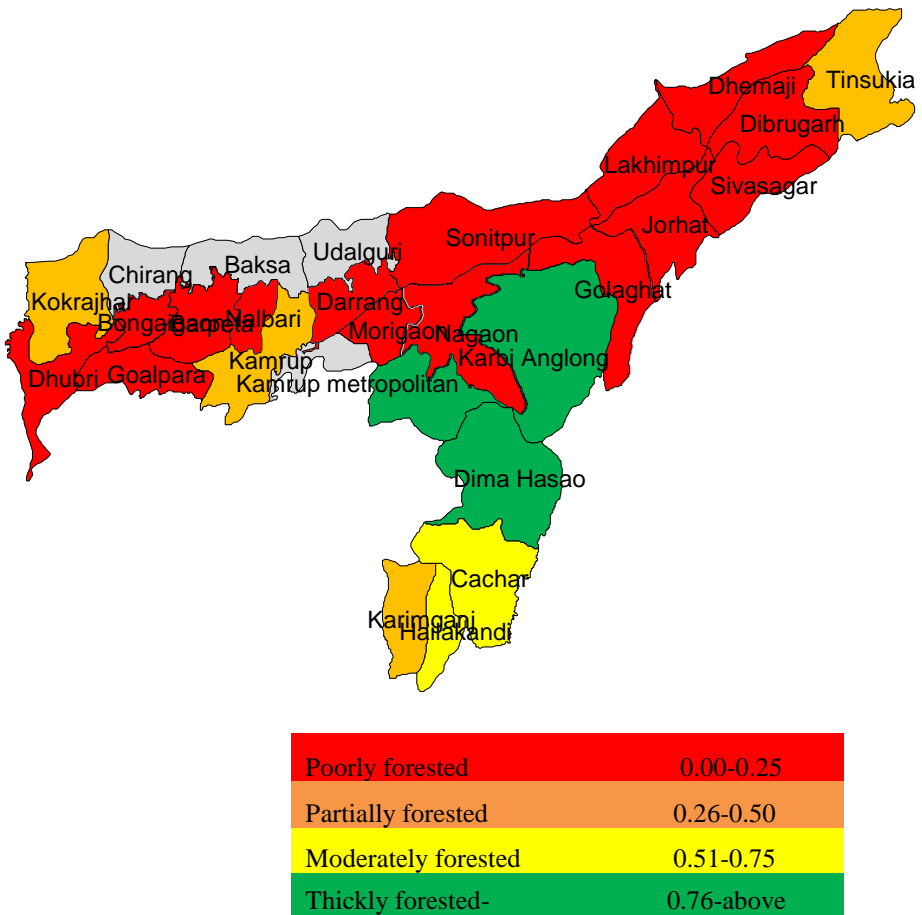 Tinsukia
Dhemaji
Dibrugarh
Lakhimpur
Sivasagar
Jorhat
Sonitpur
Udalguri
Baksa
Chirang
Golaghat
Kokrajhar
Darrang
Nalbari
Barpeta
Bongaigaon
Morigaon
Nagaon
Karbi Anglong
Kamrup
Dhubri
Goalpara
Kamrup metropolitan
Dima Hasao
Cachar
Karimganj
Hailakandi
Poorly forested 0.00-0.25
Partially forested 0.26-0.50
Moderately forested 0.51-0.75
Thickly forested- 0.76-above